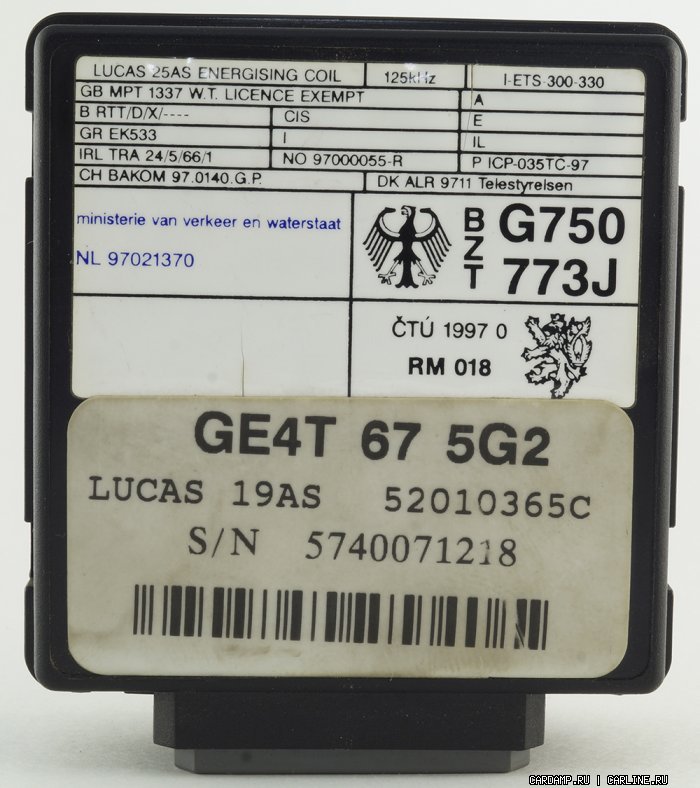 LUCAS 25AS ENERGISING COIL 125kHz I-ETS-300-330
GB MPT 1337 W.T. LICENCE EXEMPT A
B RTT/D/X/---- CIS E
GR EK533 I IL
IRL TRA 24/5/66/1 NO 97000055-R P ICP-035TC-97
CH BAKOM 97.0140.G.P. DK ALR 9711 Telestyrelsen
ministerie van verkeer en waterstaat
NL 97021370
BZT G750
773J
ČTÚ 1997 0
RM 018
GE4T 67 5G2
LUCAS 19AS 52010365C
S/N 5740071218
CARDAMP.RU | CARLINE.RU